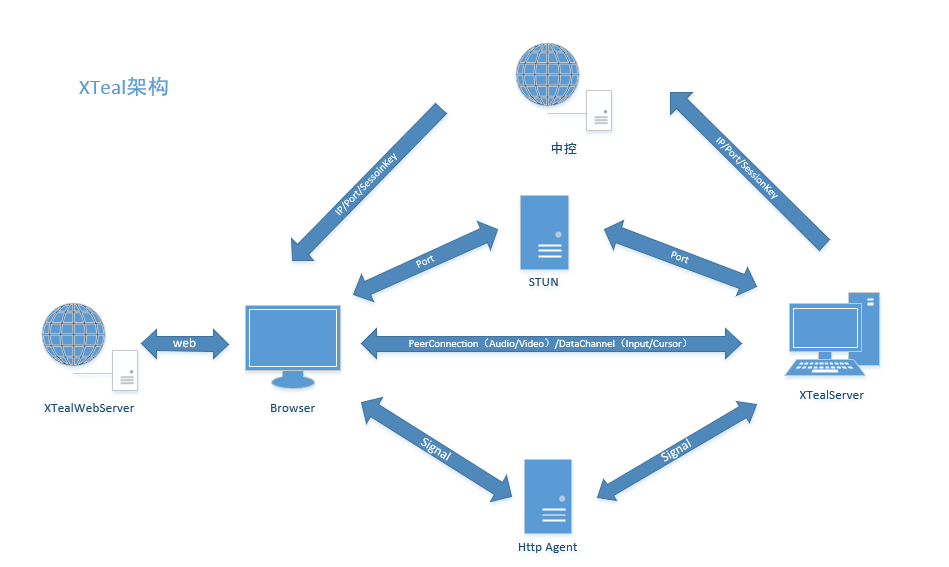 XTeal架构
中控
IP/Port/SessoinKey
IP/Port/SessionKey
STUN
Port
Port
web
PeerConnection（Audio/Video）/DataChannel（Input/Cursor）
XTealWebServer
Browser
XTealServer
Signal
Signal
Http Agent